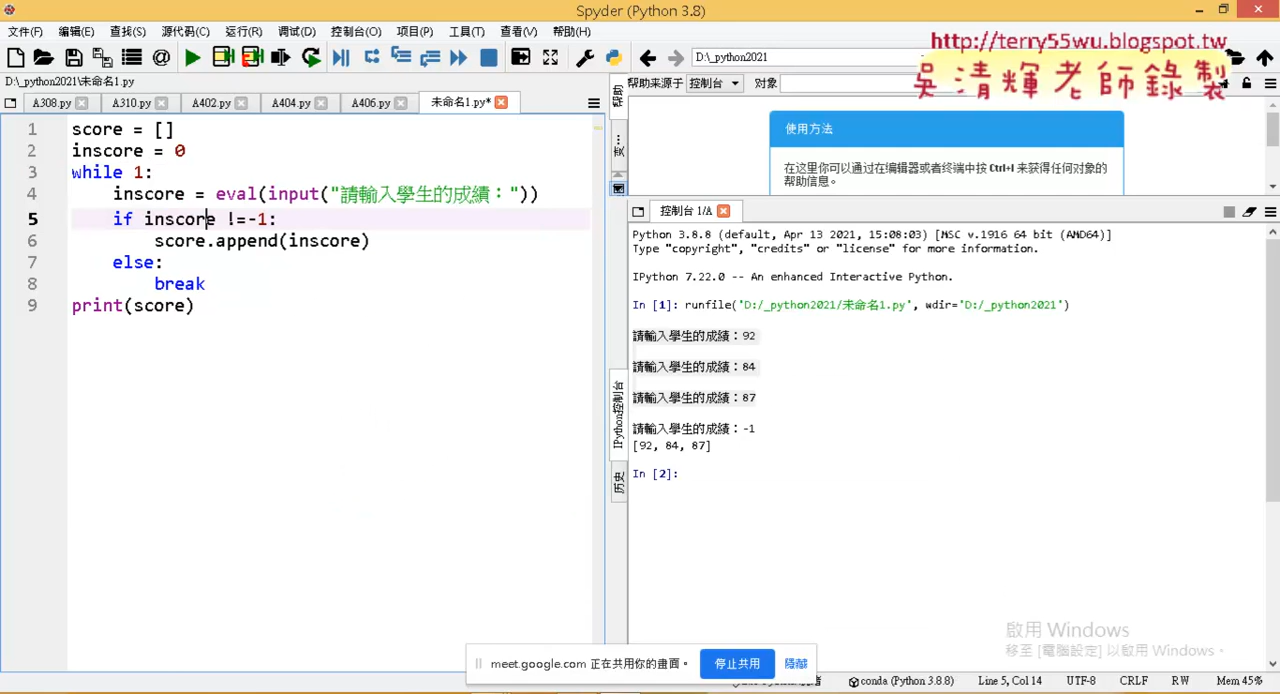 Spyder (Python 3.8)
文件(F) 编辑(E) 查找(S) 源代码(C) 运行(R) 调试(D) 控制台(O) 项目(P) 工具(T) 查看(V) 帮助(H)
D:\_python2021
http://terry55wu.blogspot.tw
吳清輝老師錄製
D:\_python2021\未命名1.py
A308.py A310.py A402.py A404.py A406.py 未命名1.py*
帮助来源于 控制台 对象
帮助
使用方法
在这里你可以通过在编辑器或者终端中按 Ctrl+I 来获得任何对象的
帮助信息。
1 score = []
2 inscore = 0
3 while 1:
4 inscore = eval(input("請輸入學生的成績："))
5 if inscore !=-1:
6 score.append(inscore)
7 else:
8 break
9 print(score)
控制台 1/A
Python 3.8.8 (default, Apr 13 2021, 15:08:03) [MSC v.1916 64 bit (AMD64)]
Type "copyright", "credits" or "license" for more information.
IPython 7.22.0 -- An enhanced Interactive Python.
In [1]: runfile('D:/_python2021/未命名1.py', wdir='D:/_python2021')
請輸入學生的成績：92
請輸入學生的成績：84
請輸入學生的成績：87
請輸入學生的成績：-1
[92, 84, 87]
In [2]:
IPython控制台
历史
啟用 Windows
移至 [電腦設定] 以啟用 Windows。
meet.google.com 正在共用你的畫面。 停止共用 隱藏
conda (Python 3.8.8) Line 5, Col 14 UTF-8 CRLF RW Mem 45%